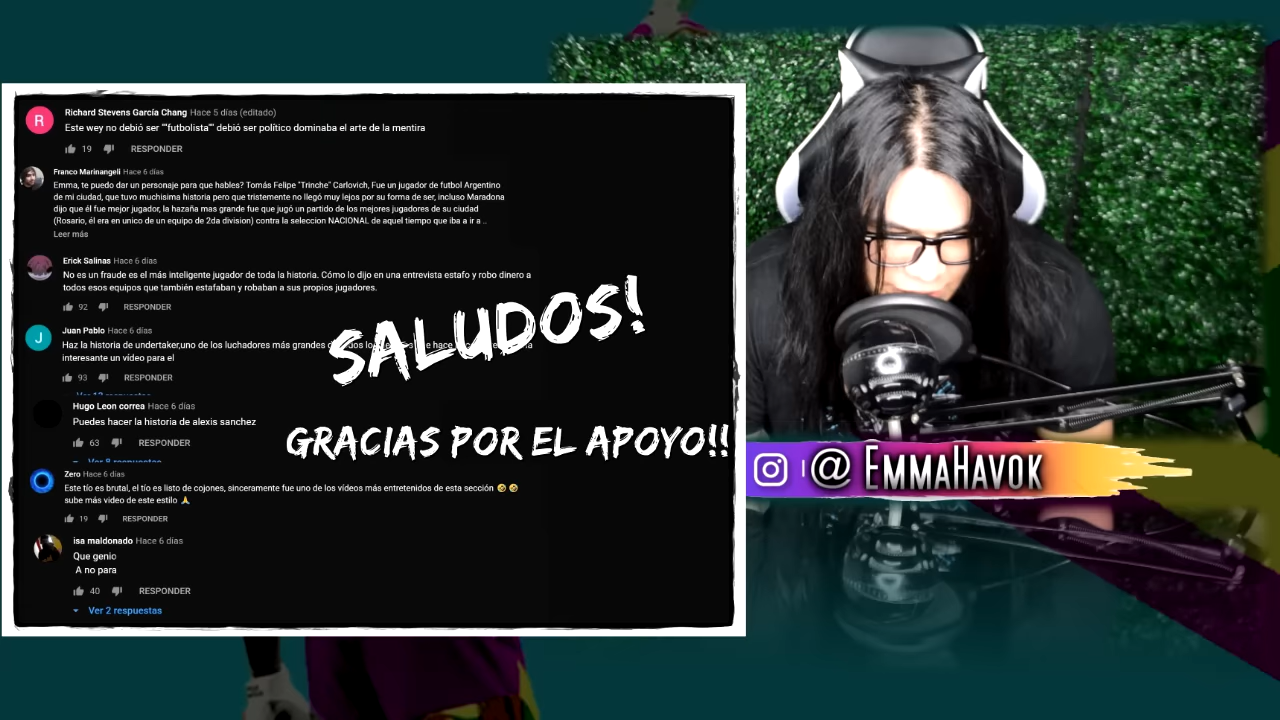 R
Richard Stevens García Chang Hace 5 días (editado)
Este wey no debió ser ""futbolista"" debió ser político dominaba el arte de la mentira
19 RESPONDER
Franco Marinangeli Hace 6 días
Emma, te puedo dar un personaje para que hables? Tomás Felipe "Trinche" Carlovich, Fue un jugador de futbol Argentino
de mi ciudad, que tuvo muchisima historia pero que tristemente no llegó muy lejos por su forma de ser, incluso Maradona
dijo que él fue mejor jugador, la hazaña mas grande fue que jugó un partido de los mejores jugadores de su ciudad
(Rosario, él era en unico de un equipo de 2da division) contra la seleccion NACIONAL de aquel tiempo que iba a ir a ..
Leer más
Erick Salinas Hace 6 días
No es un fraude es el más inteligente jugador de toda la historia. Cómo lo dijo en una entrevista estafo y robo dinero a
todos esos equipos que también estafaban y robaban a sus propios jugadores.
92 RESPONDER
SALUDOS!
J
Juan Pablo Hace 6 días
Haz la historia de undertaker,uno de los luchadores más grandes
interesante un vídeo para el
93 RESPONDER
Hugo Leon correa Hace 6 días
Puedes hacer la historia de alexis sanchez
63 RESPONDER
GRACIAS POR EL APOYO!!
Zero Hace 6 días
Este tío es brutal, el tío es listo de cojones, sinceramente fue uno de los vídeos más entretenidos de esta sección 🤣 🤣
sube más video de este estilo 🙏
19 RESPONDER
isa maldonado Hace 6 días
Que genio
A no para
40 RESPONDER
Ver 2 respuestas
@ EMMAHAVOK